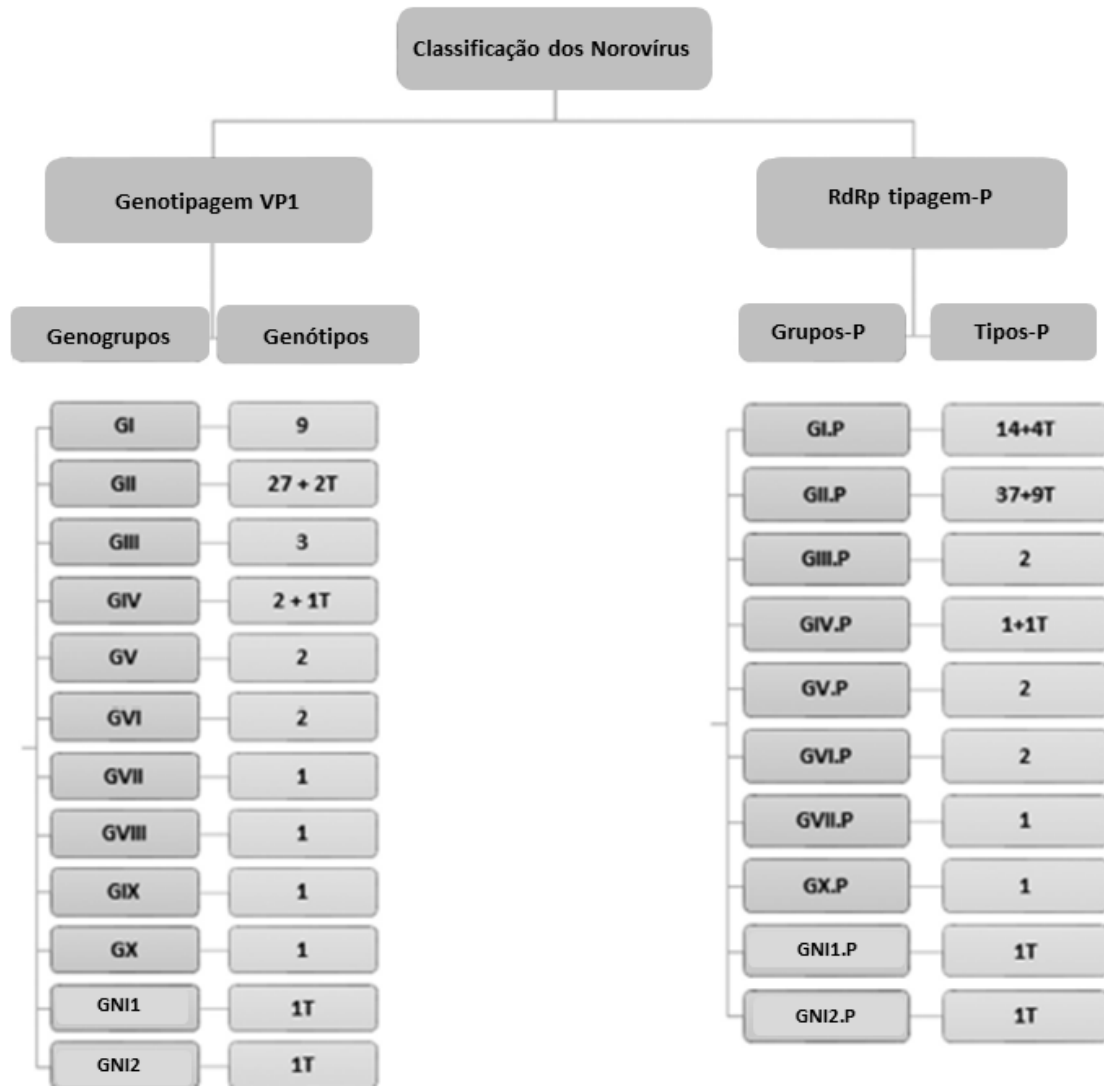 Classificação dos Norovírus
Genotipagem VP1
RdRp tipagem-P
Genogrupos
Genótipos
GI
9
GII
27 + 2T
GIII
3
GIV
2 + 1T
GV
2
GVI
2
GVII
1
GVIII
1
GIX
1
GX
1
GNI1
1T
GNI2
1T
Grupos-P
Tipos-P
GI.P
14+4T
GII.P
37+9T
GIII.P
2
GIV.P
1+1T
GV.P
2
GVI.P
2
GVII.P
1
GX.P
1
GNI1.P
1T
GNI2.P
1T